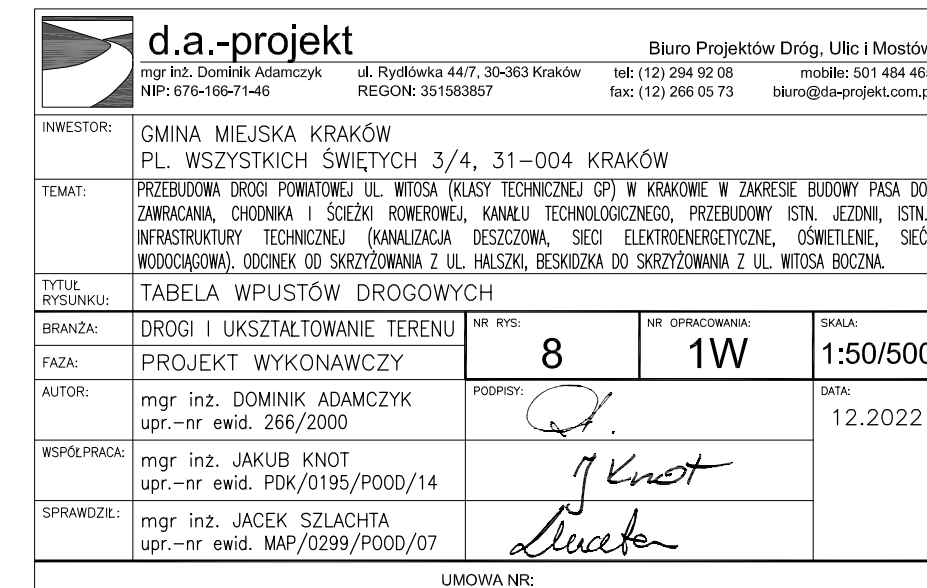 d.a.-projekt
Biuro Projektów Dróg, Ulic i Mostów
mgr inż. Dominik Adamczyk ul. Rydlówka 44/7, 30-363 Kraków tel: (12) 294 92 08 mobile: 501 484 465
NIP: 676-166-71-46 REGON: 351583857 fax: (12) 266 05 73 biuro@da-projekt.com.p
INWESTOR: GMINA MIEJSKA KRAKÓW
PL. WSZYSTKICH ŚWIĘTYCH 3/4, 31-004 KRAKÓW
TEMAT: PRZEBUDOWA DROGI POWIATOWEJ UL. WITOSA (KLASY TECHNICZNEJ GP) W KRAKOWIE W ZAKRESIE BUDOWY PASA DO
ZAWRACANIA, CHODNIKA I ŚCIEŻKI ROWEROWEJ, KANAŁU TECHNOLOGICZNEGO, PRZEBUDOWY ISTN. JEZDNII, ISTN.
INFRASTRUKTURY TECHNICZNEJ (KANALIZACJA DESZCZOWA, SIECI ELEKTROENERGETYCZNE, OŚWIETLENIE, SIEĆ
WODOCIĄGOWA). ODCINEK OD SKRZYŻOWANIA Z UL. HALSZKI, BESKIDZKA DO SKRZYŻOWANIA Z UL. WITOSA BOCZNA.
TYTUŁ
RYSUNKU: TABELA WPUSTÓW DROGOWYCH
BRANŻA: DROGI I UKSZTAŁTOWANIE TERENU NR RYS: NR OPRACOWANIA: SKALA:
8 1W 1:50/500
FAZA: PROJEKT WYKONAWCZY
AUTOR: mgr inż. DOMINIK ADAMCZYK PODPISY: DATA:
upr.-nr ewid. 266/2000 12.2022
WSPÓŁPRACA: mgr inż. JAKUB KNOT J Knot
upr.-nr ewid. PDK/0195/POOD/14
SPRAWDZIŁ: mgr inż. JACEK SZLACHTA
upr.-nr ewid. MAP/0299/POOD/07
UMOWA NR: